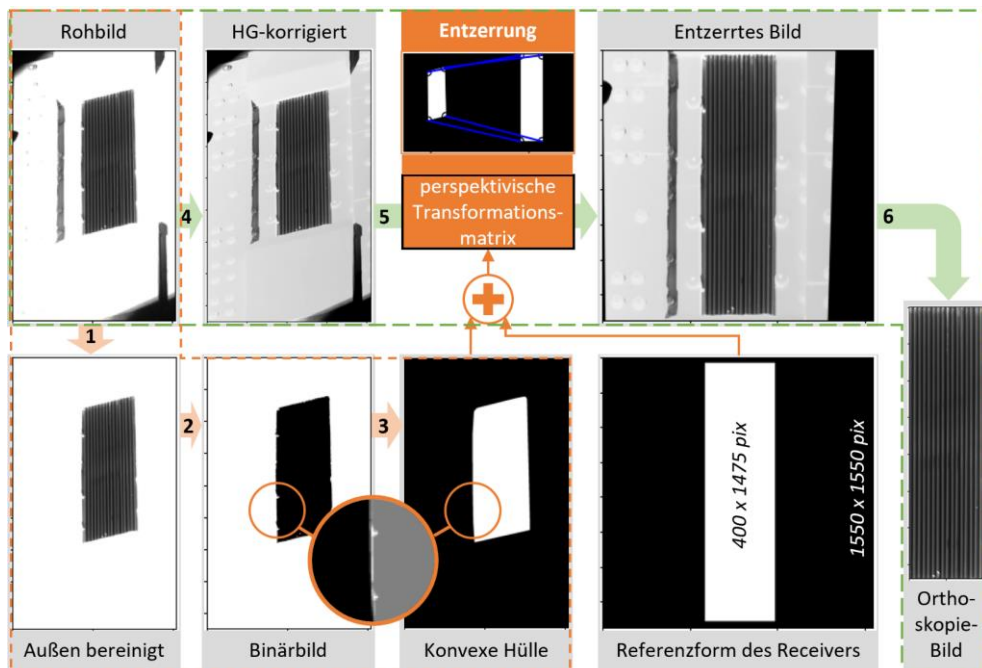 Rohbild
HG-korrigiert
Entzerrung
Entzerrtes Bild
4
5
perspektivische
Transformations-
matrix
6
1
2
3
400 x 1475 pix
1550 x 1550 pix
Außen bereinigt
Binärbild
Konvexe Hülle
Referenzform des Receivers
Ortho-
skopie-
Bild